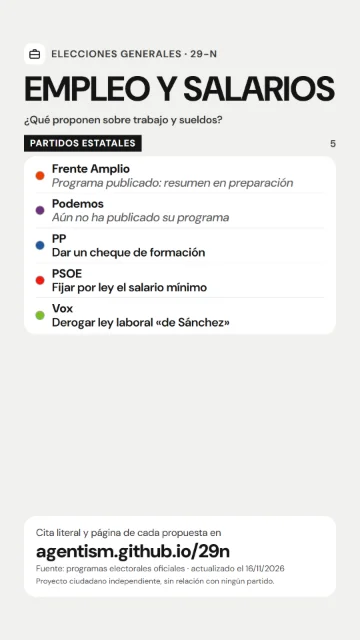 ELECCIONES GENERALES · 29-N
EMPLEO Y SALARIOS
¿Qué proponen sobre trabajo y sueldos?
PARTIDOS ESTATALES 5
Frente Amplio
Programa publicado: resumen en preparación
Podemos
Aún no ha publicado su programa
PP
Dar un cheque de formación
PSOE
Fijar por ley el salario mínimo
Vox
Derogar ley laboral «de Sánchez»
Cita literal y página de cada propuesta en
agentism.github.io/29n
Fuente: programas electorales oficiales · actualizado el 16/11/2026
Proyecto ciudadano independiente, sin relación con ningún partido.